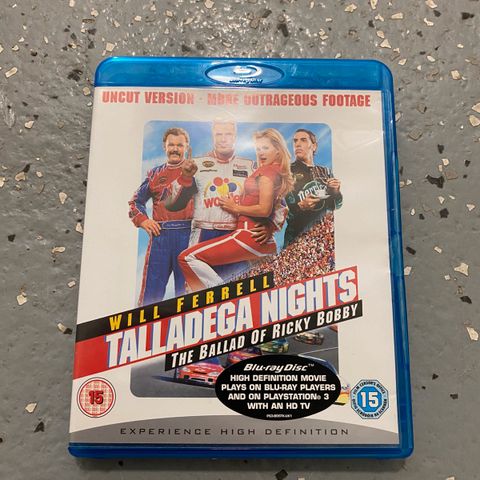 UNCUT VERSION - MORE OUTRAGEOUS FOOTAGE
WILL FERRELL
TALLADEGA NIGHTS
THE BALLAD OF RICKY BOBBY
Blu-ray Disc™
HIGH DEFINITION MOVIE
PLAYS ON BLU-RAY PLAYERS
AND ON PLAYSTATION® 3
WITH AN HD TV
15
15
EXPERIENCE HIGH DEFINITION